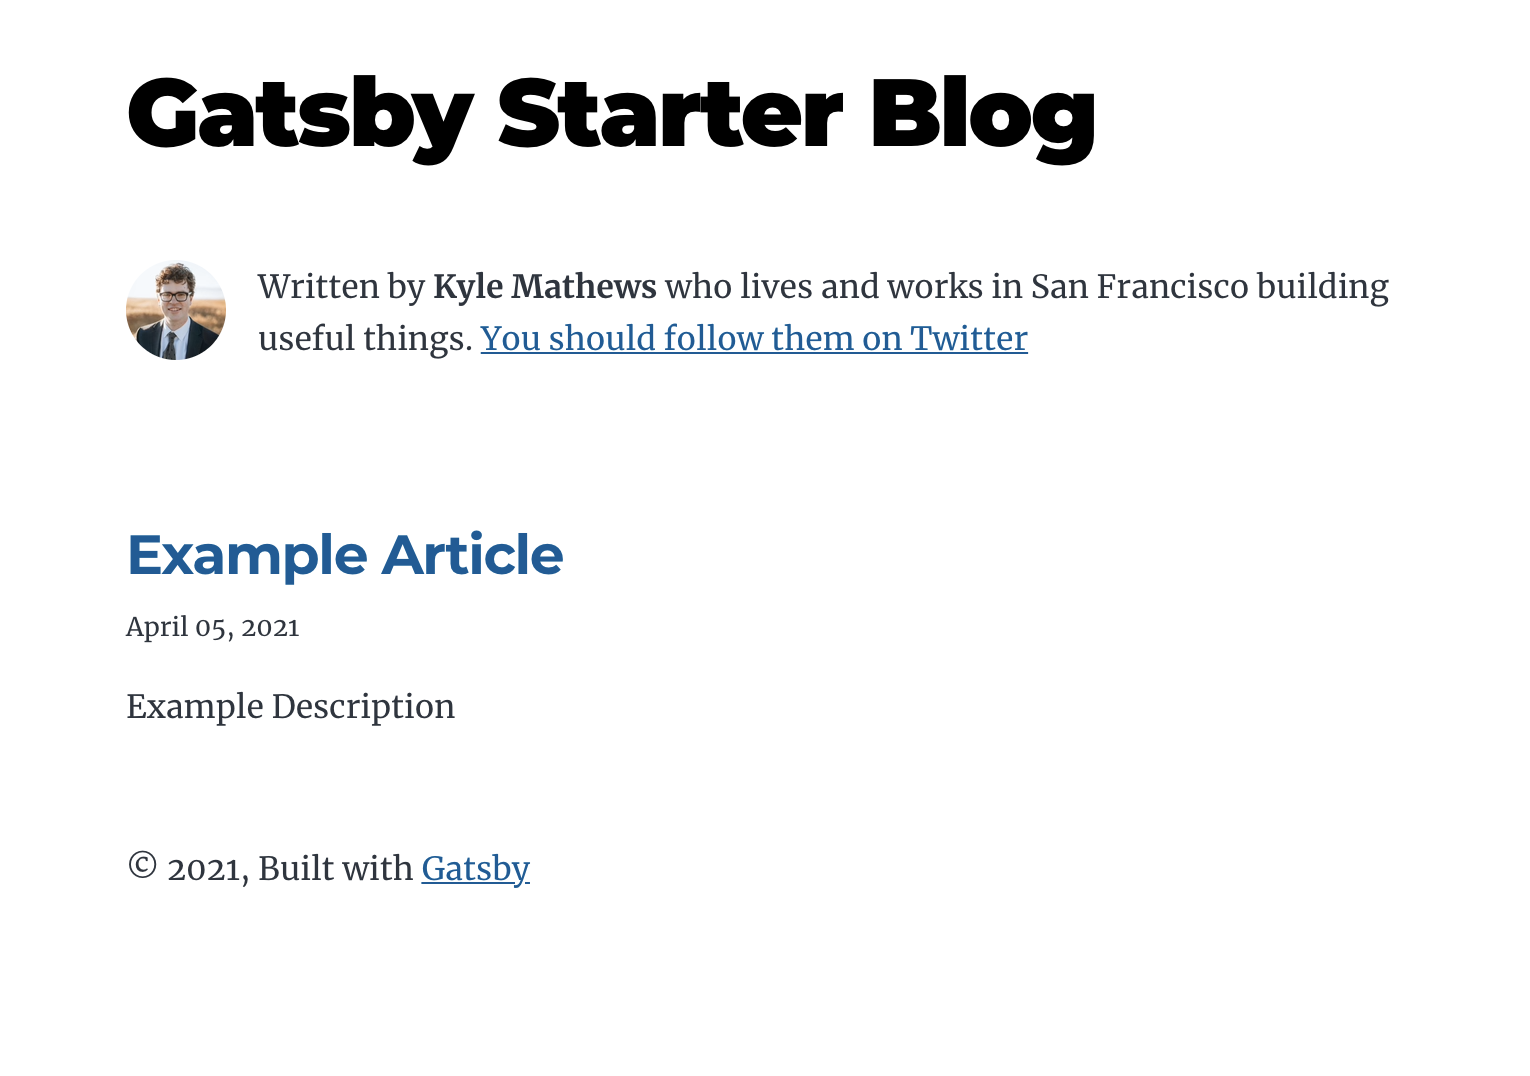 Gatsby Starter Blog
Written by Kyle Mathews who lives and works in San Francisco building
useful things. You should follow them on Twitter
Example Article
April 05, 2021
Example Description
© 2021, Built with Gatsby